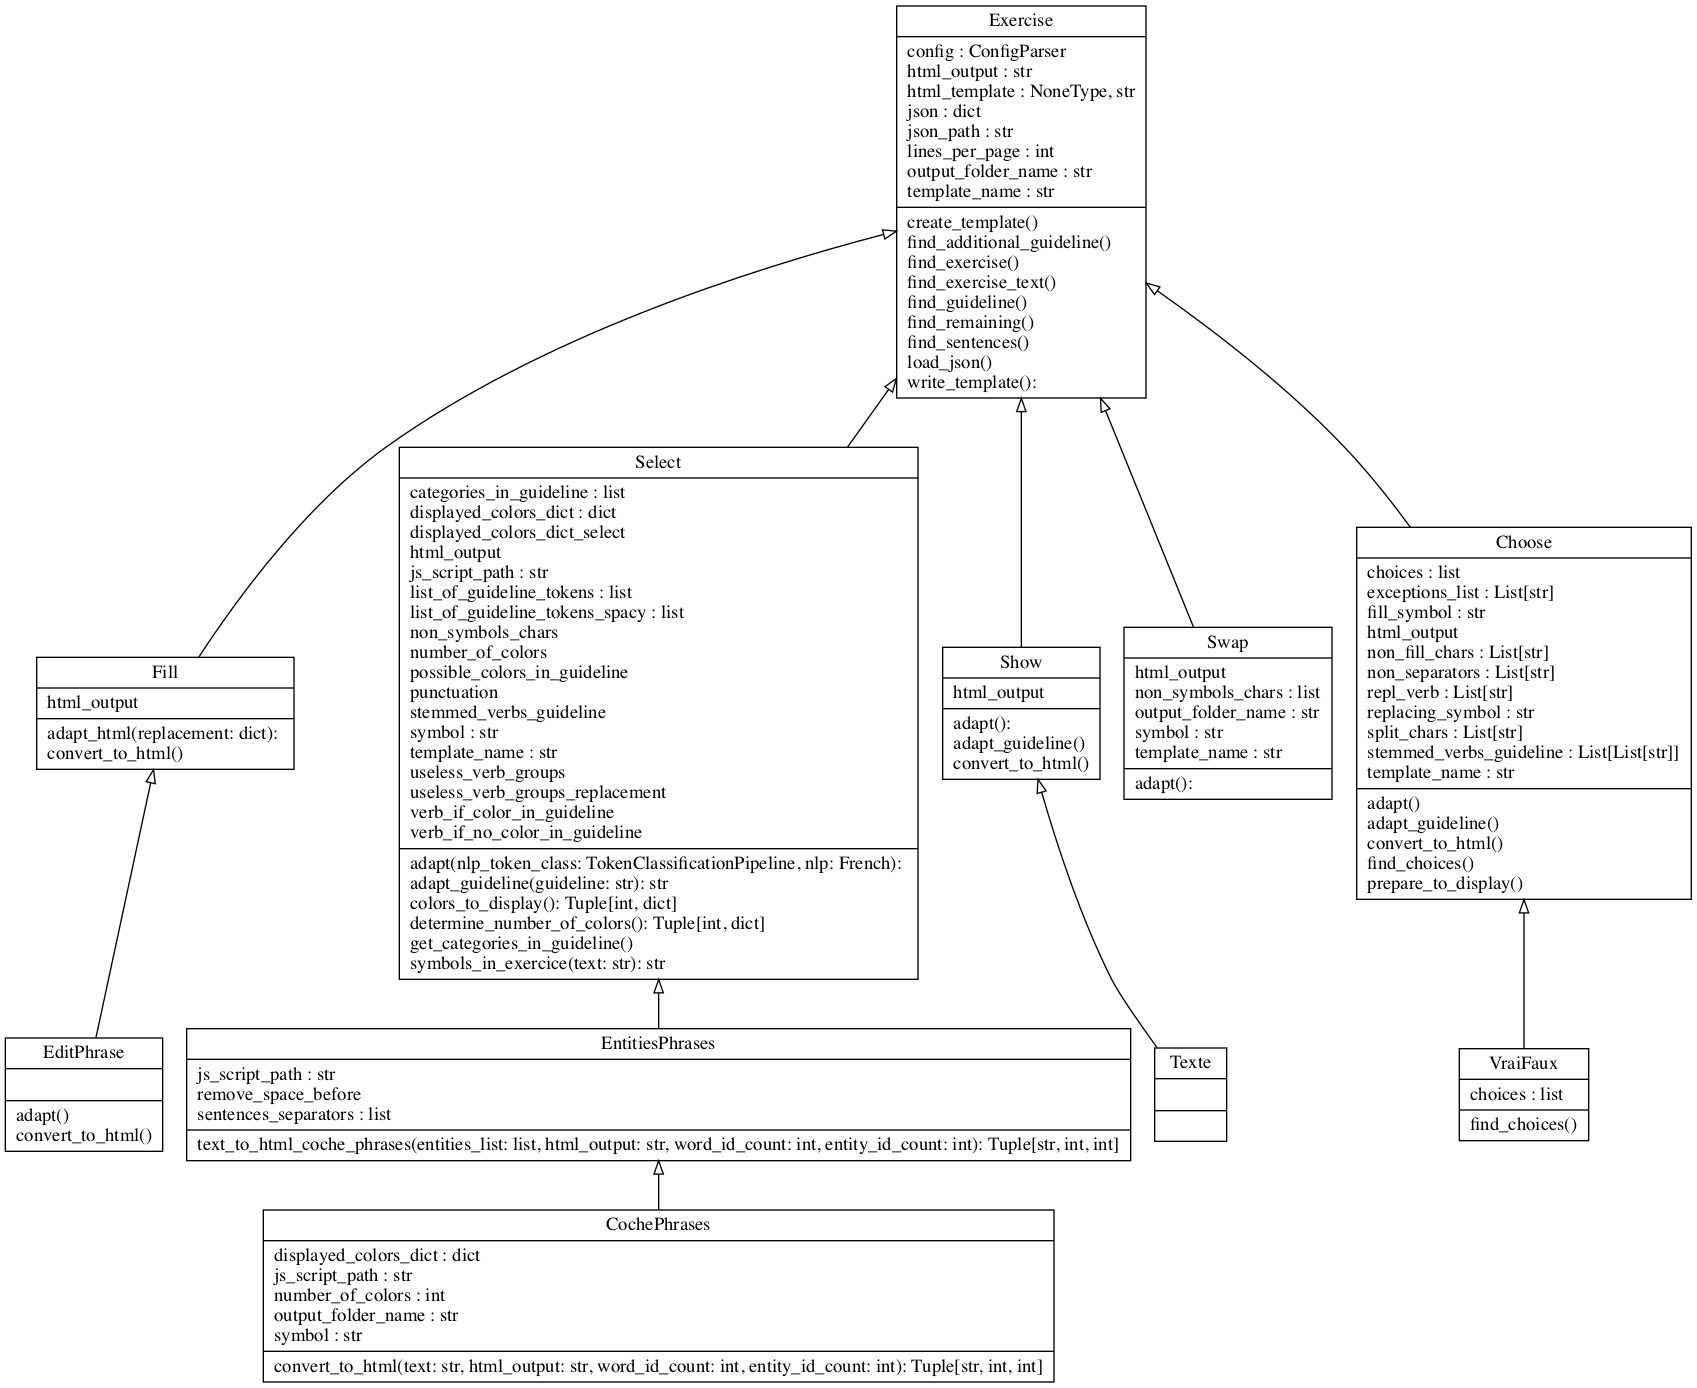 Exercise
config : ConfigParser
html_output : str
html_template : NoneType, str
json : dict
json_path : str
lines_per_page : int
output_folder_name : str
template_name : str
create_template()
find_additional_guideline()
find_exercise()
find_exercise_text()
find_guideline()
find_remaining()
find_sentences()
load_json()
write_template():
Select
categories_in_guideline : list
displayed_colors_dict : dict
displayed_colors_dict_select
html_output
js_script_path : str
list_of_guideline_tokens : list
list_of_guideline_tokens_spacy : list
non_symbols_chars
number_of_colors
possible_colors_in_guideline
punctuation
stemmed_verbs_guideline
symbol : str
template_name : str
useless_verb_groups
useless_verb_groups_replacement
verb_if_color_in_guideline
verb_if_no_color_in_guideline
adapt(nlp_token_class: TokenClassificationPipeline, nlp: French):
adapt_guideline(guideline: str): str
colors_to_display(): Tuple[int, dict]
determine_number_of_colors(): Tuple[int, dict]
get_categories_in_guideline()
symbols_in_exercice(text: str): str
Fill
html_output
adapt_html(replacement: dict):
convert_to_html()
Show
html_output
adapt():
adapt_guideline()
convert_to_html()
Swap
html_output
non_symbols_chars : list
output_folder_name : str
symbol : str
template_name : str
adapt():
Choose
choices : list
exceptions_list : List[str]
fill_symbol : str
html_output
non_fill_chars : List[str]
non_separators : List[str]
repl_verb : List[str]
replacing_symbol : str
split_chars : List[str]
stemmed_verbs_guideline : List[List[str]]
template_name : str
adapt()
adapt_guideline()
convert_to_html()
find_choices()
prepare_to_display()
EditPhrase
adapt()
convert_to_html()
EntitiesPhrases
js_script_path : str
remove_space_before
sentences_separators : list
text_to_html_coche_phrases(entities_list: list, html_output: str, word_id_count: int, entity_id_count: int): Tuple[str, int, int]
Texte
VraiFaux
choices : list
find_choices()
CochePhrases
displayed_colors_dict : dict
js_script_path : str
number_of_colors : int
output_folder_name : str
symbol : str
convert_to_html(text: str, html_output: str, word_id_count: int, entity_id_count: int): Tuple[str, int, int]